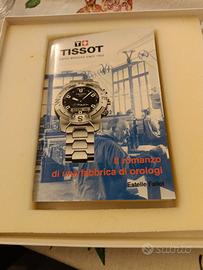 T+
TISSOT
SWISS WATCHES SINCE 1853
Il romanzo
di una fabbrica di orologi
Estelle Fallet
subito